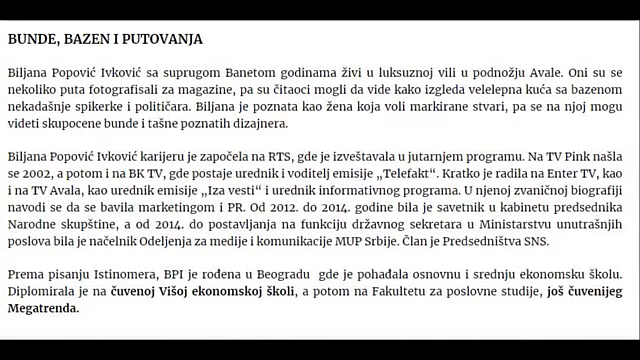 BUNDE, BAZEN I PUTOVANJA
Biljana Popović Ivković sa suprugom Banetom godinama živi u luksuznoj vili u podnožju Avale. Oni su se
nekoliko puta fotografisali za magazine, pa su čitaoci mogli da vide kako izgleda velelepna kuća sa bazenom
nekadašnje spikerke i političara. Biljana je poznata kao žena koja voli markirane stvari, pa se na njoj mogu
videti skupocene bunde i tašne poznatih dizajnera.
Biljana Popović Ivković karijeru je započela na RTS, gde je izveštavala u jutarnjem programu. Na TV Pink našla
se 2002, a potom i na BK TV, gde postaje urednik i voditelj emisije „Telefakt“. Kratko je radila na Enter TV, kao
i na TV Avala, kao urednik emisije „Iza vesti“ i urednik informativnog programa. U njenoj zvaničnoj biografiji
navodi se da se bavila marketingom i PR. Od 2012. do 2014. godine bila je savetnik u kabinetu predsednika
Narodne skupštine, a od 2014. do postavljanja na funkciju državnog sekretara u Ministarstvu unutrašnjih
poslova bila je načelnik Odeljenja za medije i komunikacije MUP Srbije. Član je Predsedništva SNS.
Prema pisanju Istinomera, BPI je rođena u Beogradu gde je pohađala osnovnu i srednju ekonomsku školu.
Diplomirala je na čuvenoj Višoj ekonomskoj školi, a potom na Fakultetu za poslovne studije, još čuvenijeg
Megatrenda.